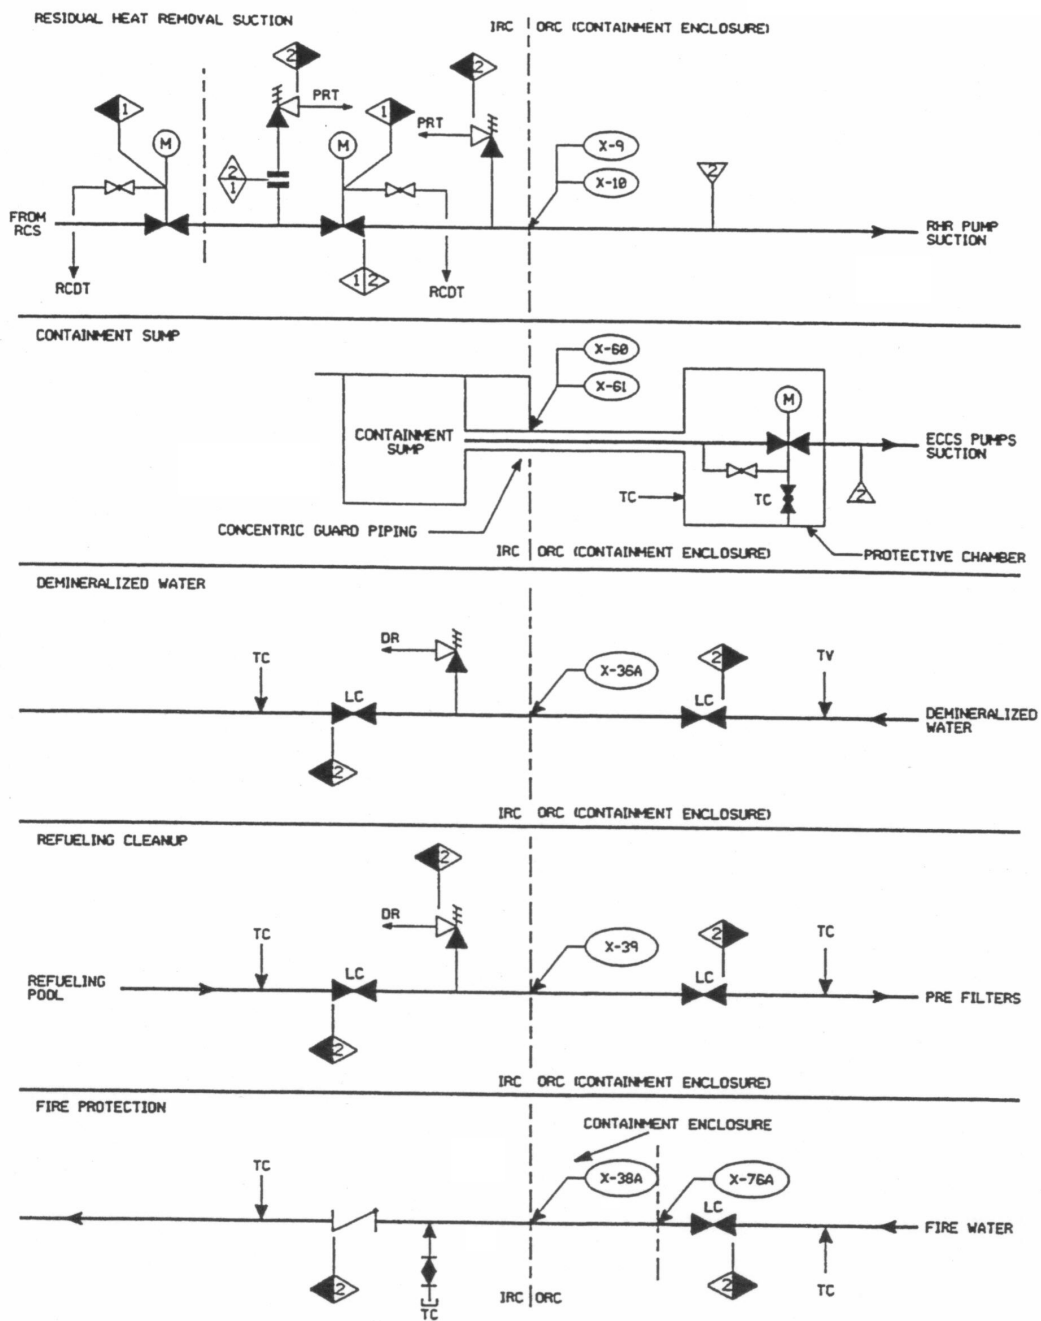 RESIDUAL HEAT REMOVAL SUCTION
IRC ORC (CONTAINMENT ENCLOSURE)
2
2
PRT
1
1
PRT
M
M
X-9
2
2
1
X-10
FROM
RCS
RHR PUMP
SUCTION
1 2
RCDT
RCDT
CONTAINMENT SUMP
X-60
X-61
M
CONTAINMENT
SUMP
ECCS PUMPS
SUCTION
TC
TC
2
CONCENTRIC GUARD PIPING
IRC ORC (CONTAINMENT ENCLOSURE)
PROTECTIVE CHAMBER
DEMINERALIZED WATER
DR
TC
X-36A
2
TV
LC
LC
DEMINERALIZED
WATER
2
IRC ORC (CONTAINMENT ENCLOSURE)
REFUELING CLEANUP
2
DR
TC
X-39
2
TC
LC
LC
REFUELING
POOL
PRE FILTERS
2
IRC ORC (CONTAINMENT ENCLOSURE)
FIRE PROTECTION
CONTAINMENT ENCLOSURE
TC
X-38A
X-76A
LC
FIRE WATER
2
2
TC
IRC ORC
TC